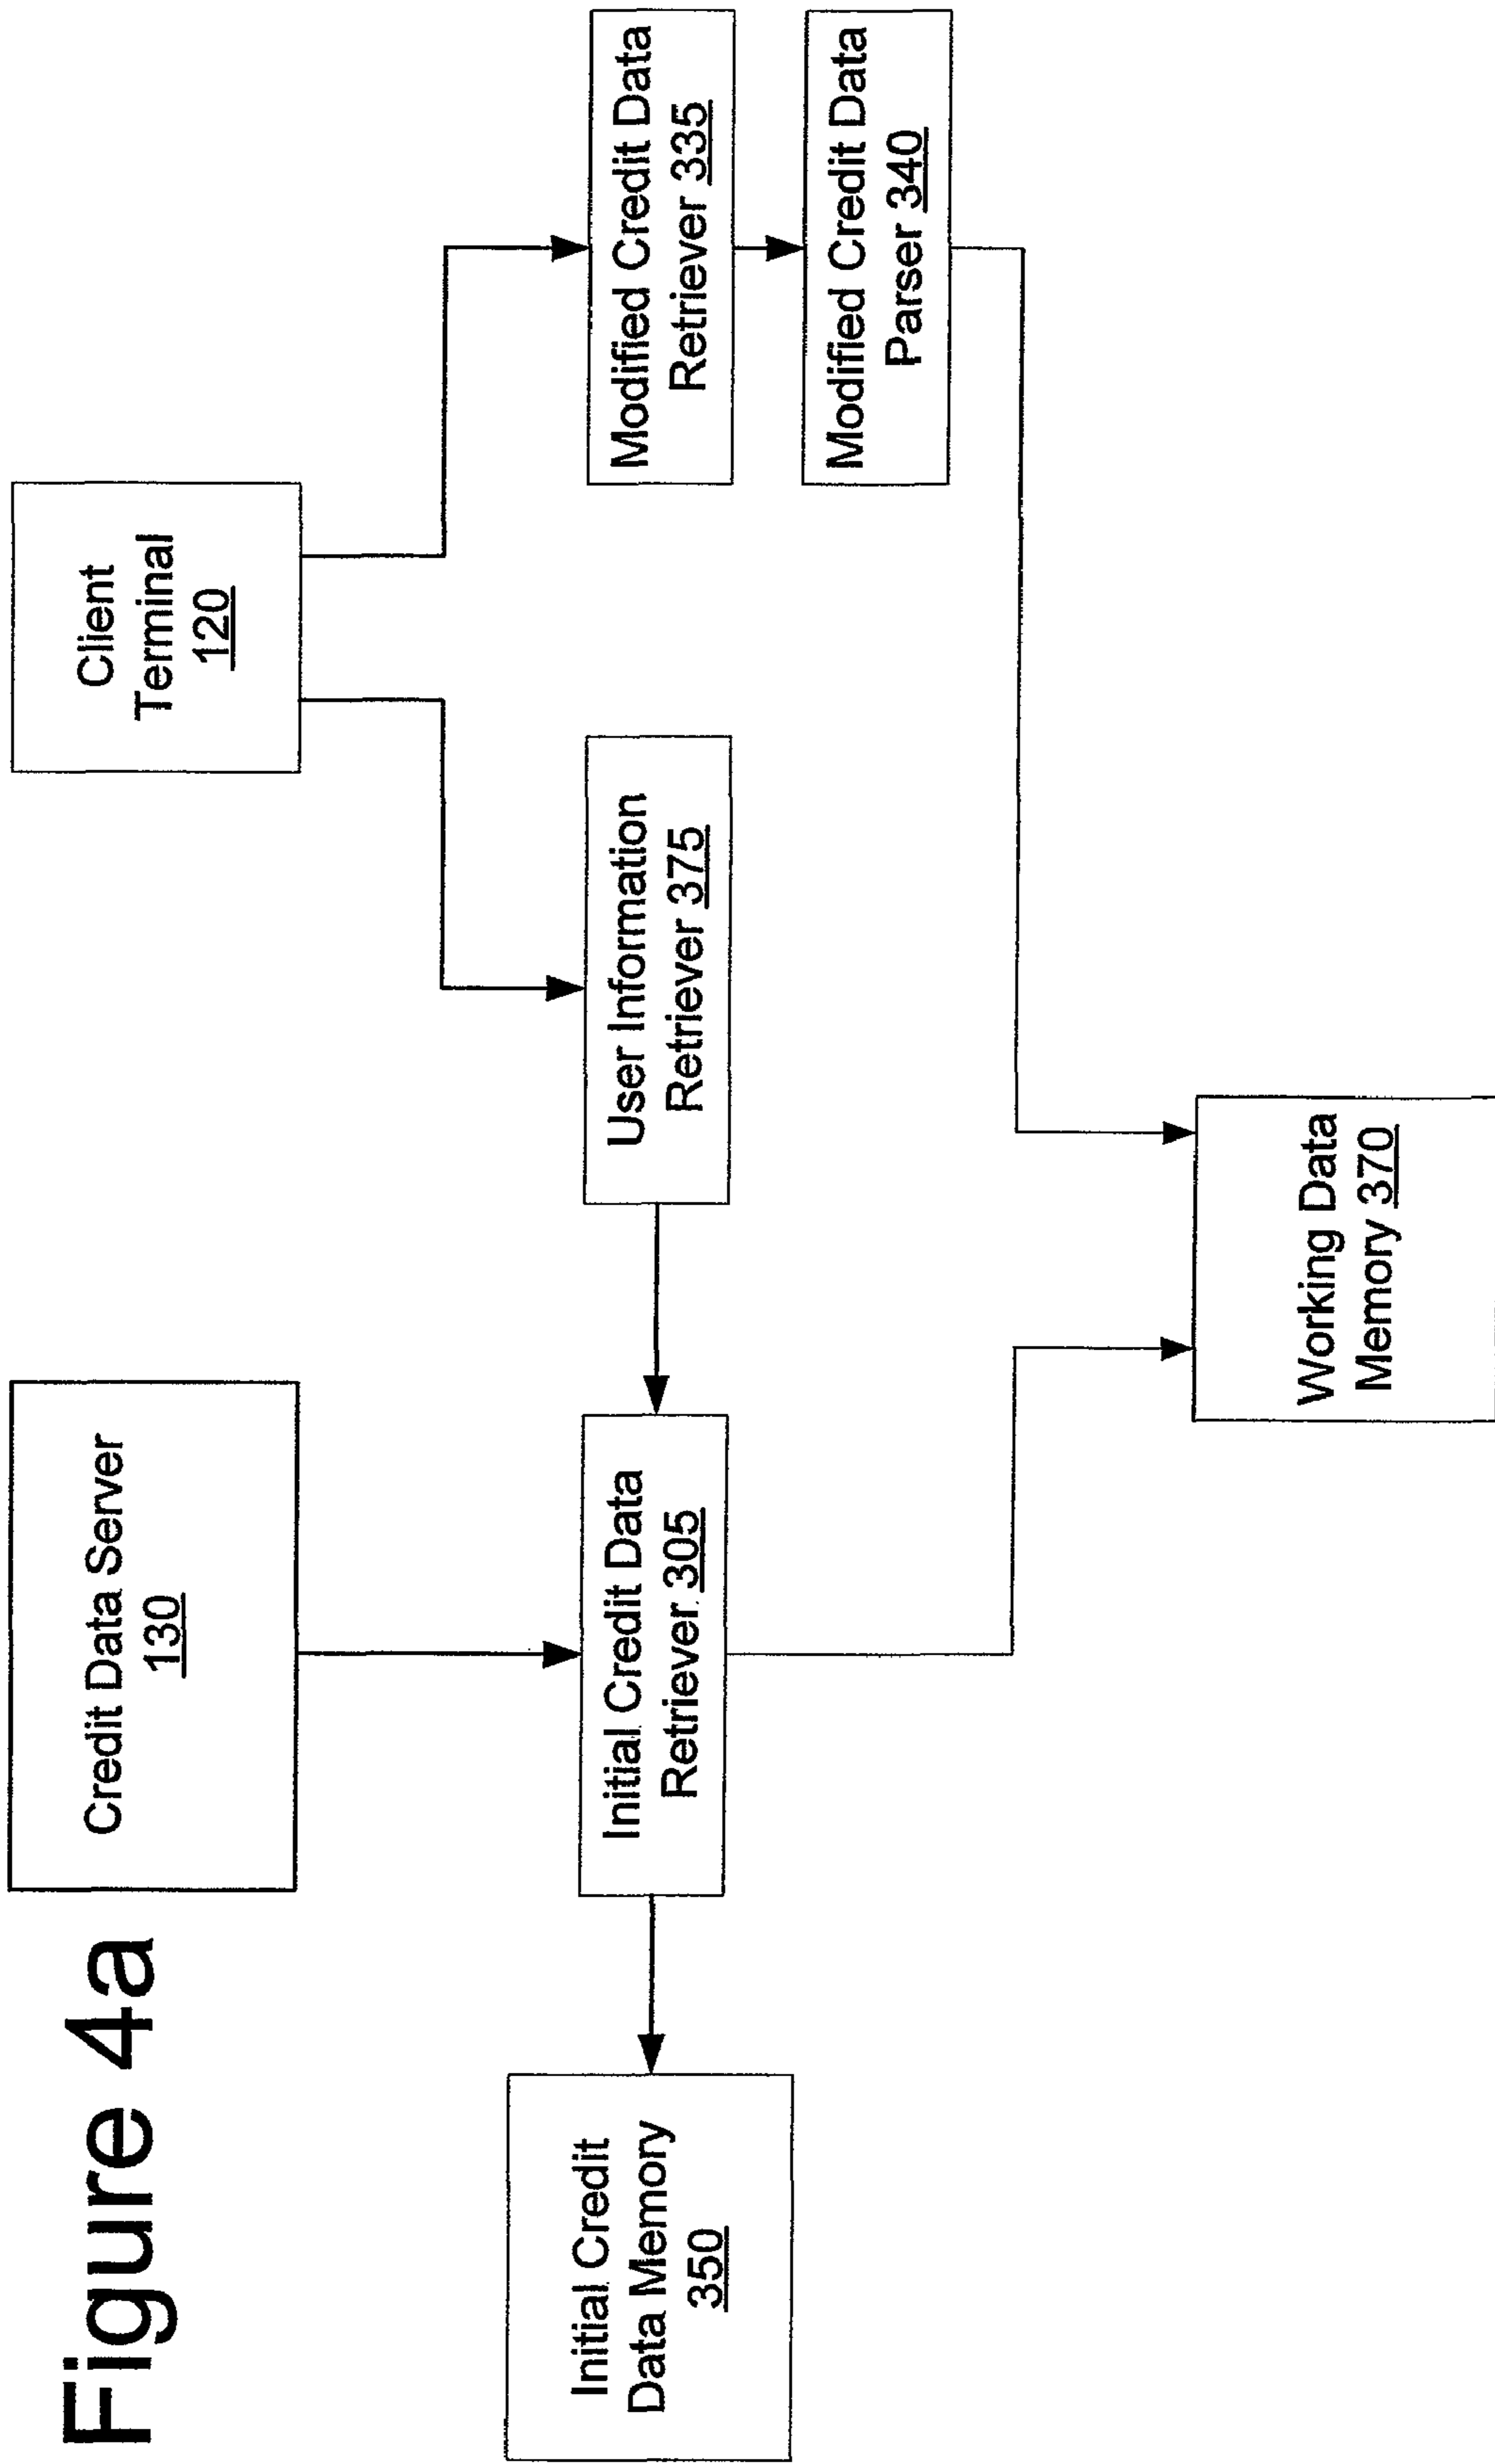 Figure 4a
Credit Data Server
130
Client
Terminal
120
Initial Credit
Data Memory
350
Initial Credit Data
Retriever 305
User Information
Retriever 375
Modified Credit Data
Retriever 335
Modified Credit Data
Parser 340
Working Data
Memory 370